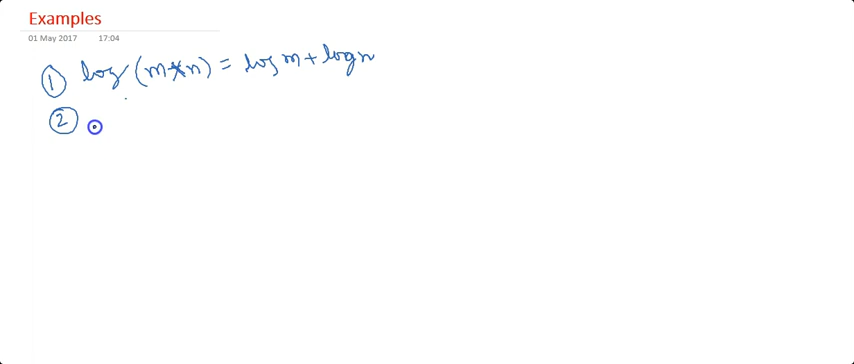 Examples
01 May 2017 17:04
① log (m*n) = log m + log n
②